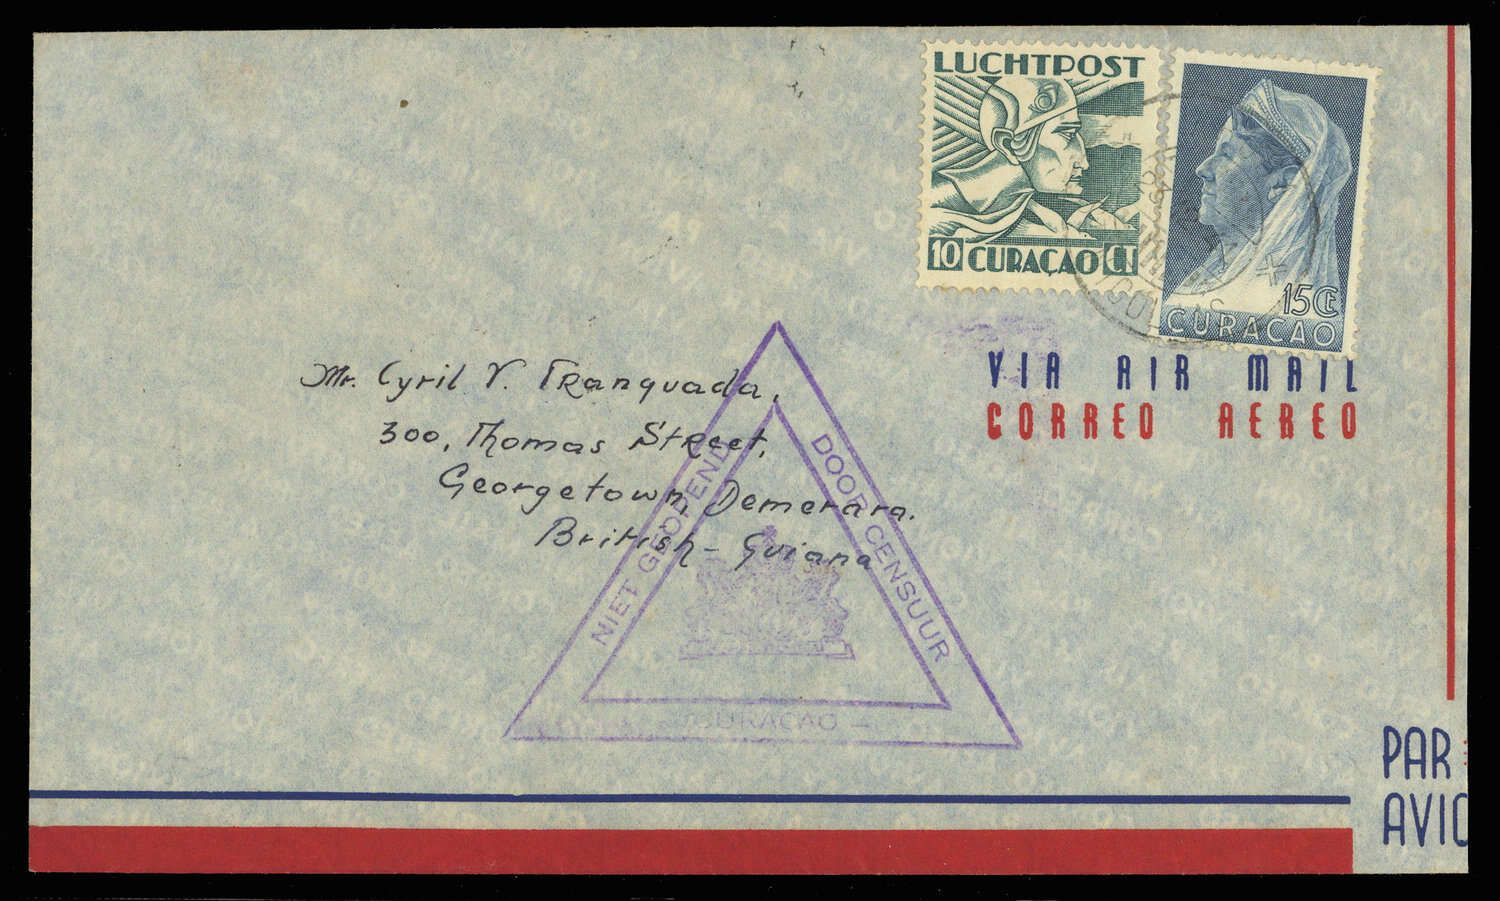 LUCHTPOST
10 CURAÇAO CT
15 Ct
CURAÇAO
VIA AIR MAIL
CORREO AEREO
Mr. Cyril V. Tranquada,
300, Thomas Street,
Georgetown, Demerara.
British-Guiana
NIET GEOPEND
DOOR CENSUUR
- CURAÇAO -
PAR
AVIO